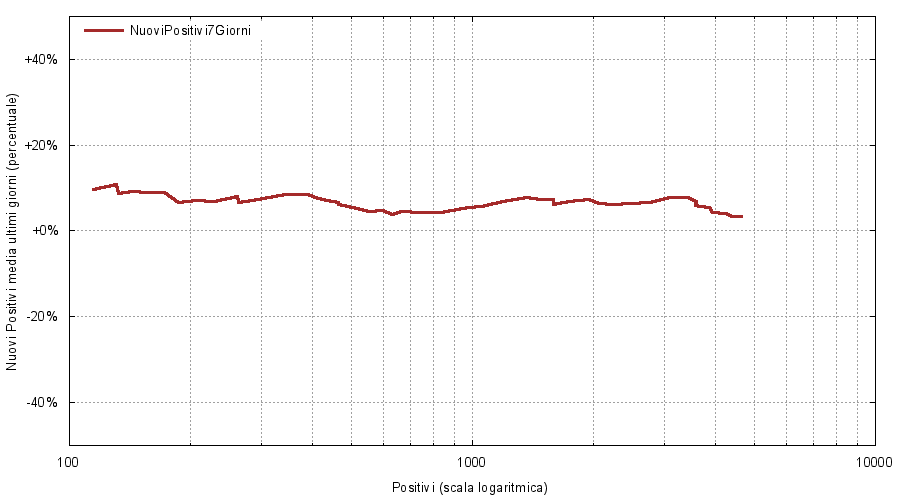 NuoviPositivi7Giorni
+40%
+20%
+0%
-20%
-40%
Nuovi Positivi media ultimi giorni (percentuale)
100 1000 10000
Positivi (scala logaritmica)